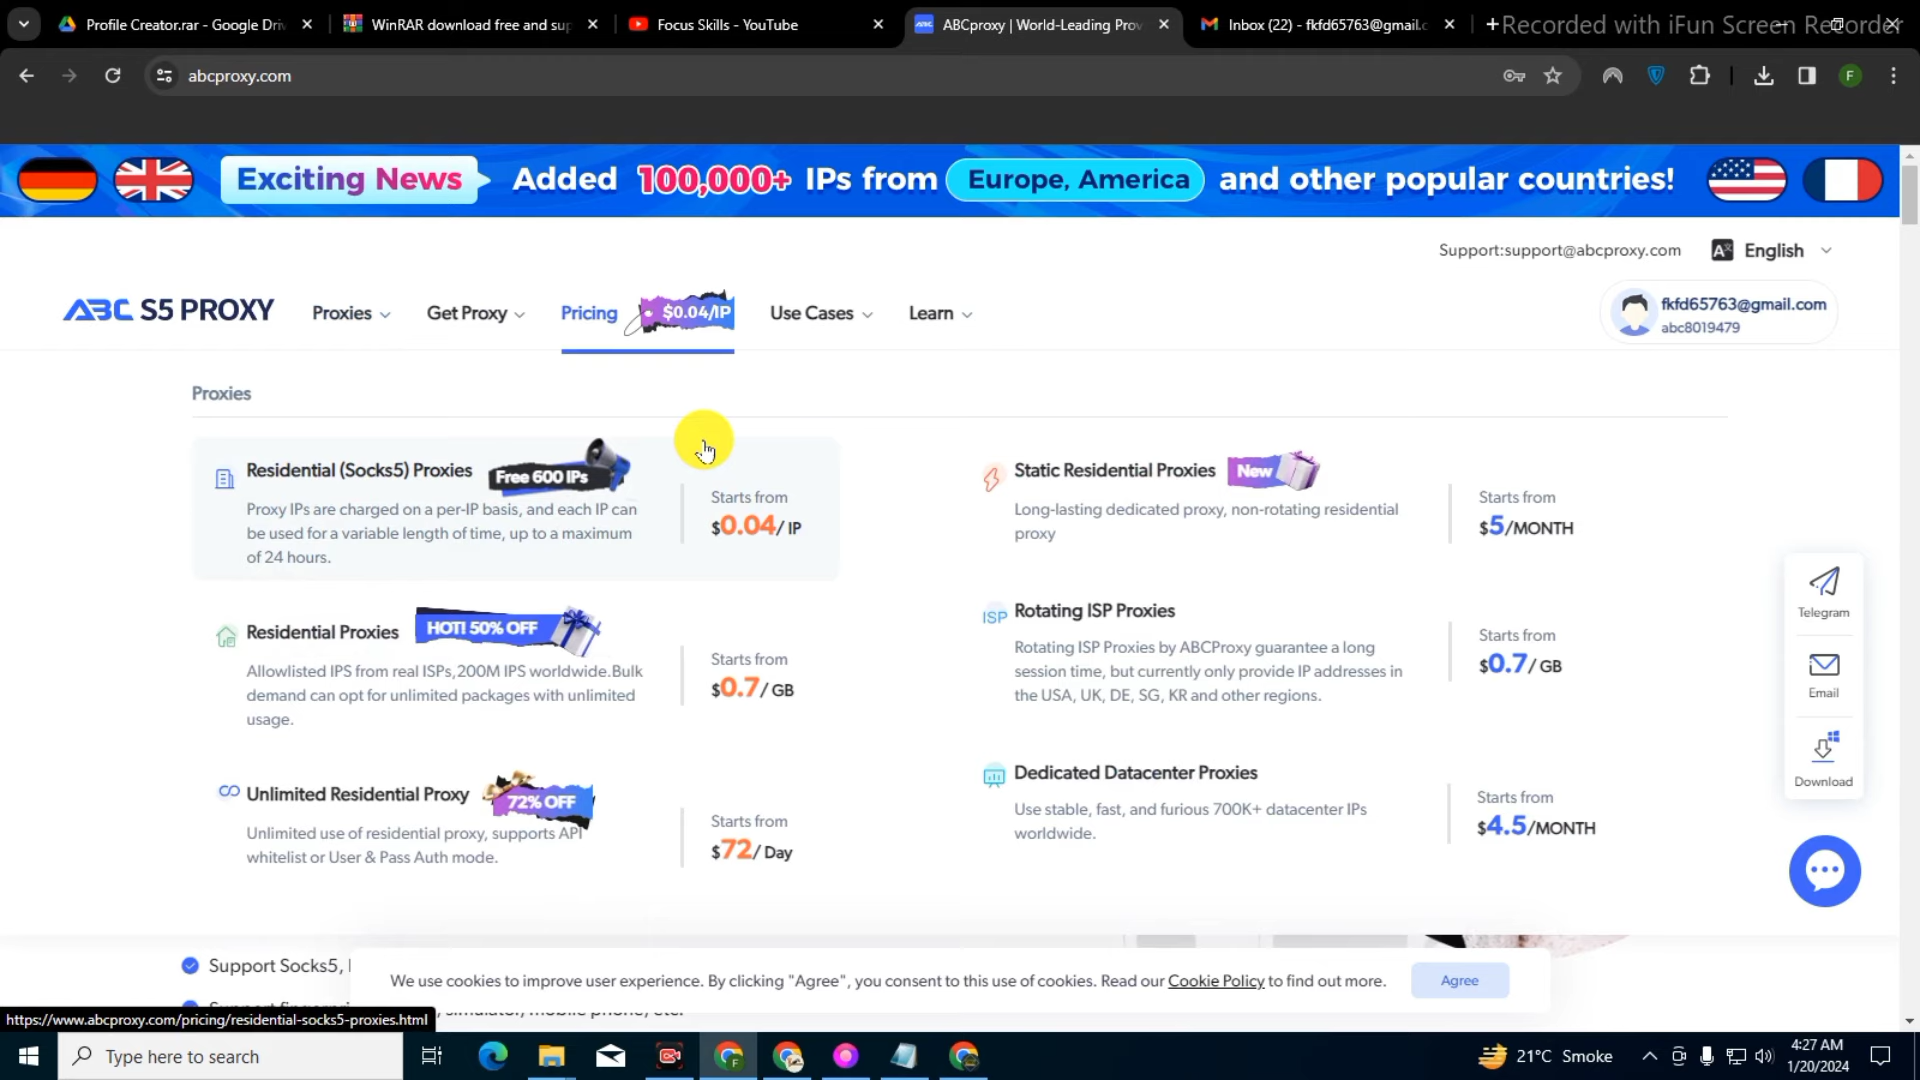 Profile Creator.rar - Google Driv
WinRAR download free and sup
Focus Skills - YouTube
ABCproxy | World-Leading Prov
Inbox (22) - fkfd65763@gmail.c
Recorded with iFun Screen Recorder
abcproxy.com
F
Exciting News Added 100,000+ IPs from Europe, America and other popular countries!
Support:support@abcproxy.com
English
ABC S5 PROXY
Proxies
Get Proxy
Pricing
$0.04/IP
Use Cases
Learn
fkfd65763@gmail.com
abc8019479
Proxies
Residential (Socks5) Proxies
Free 600 IPs
Proxy IPs are charged on a per-IP basis, and each IP can
be used for a variable length of time, up to a maximum
of 24 hours.
Starts from
$0.04/ IP
Static Residential Proxies
New
Long-lasting dedicated proxy, non-rotating residential
proxy
Starts from
$5/MONTH
Residential Proxies
HOT! 50% OFF
Allowlisted IPS from real ISPs,200M IPS worldwide.Bulk
demand can opt for unlimited packages with unlimited
usage.
Starts from
$0.7/ GB
ISP
Rotating ISP Proxies
Rotating ISP Proxies by ABCProxy guarantee a long
session time, but currently only provide IP addresses in
the USA, UK, DE, SG, KR and other regions.
Starts from
$0.7/ GB
Unlimited Residential Proxy
72% OFF
Unlimited use of residential proxy, supports API
whitelist or User & Pass Auth mode.
Starts from
$72/ Day
Dedicated Datacenter Proxies
Use stable, fast, and furious 700K+ datacenter IPs
worldwide.
Starts from
$4.5/MONTH
Telegram
Email
Download
Support Socks5,
We use cookies to improve user experience. By clicking "Agree", you consent to this use of cookies. Read our Cookie Policy to find out more.
Agree
https://www.abcproxy.com/pricing/residential-socks5-proxies.html
Type here to search
21°C Smoke
4:27 AM
1/20/2024